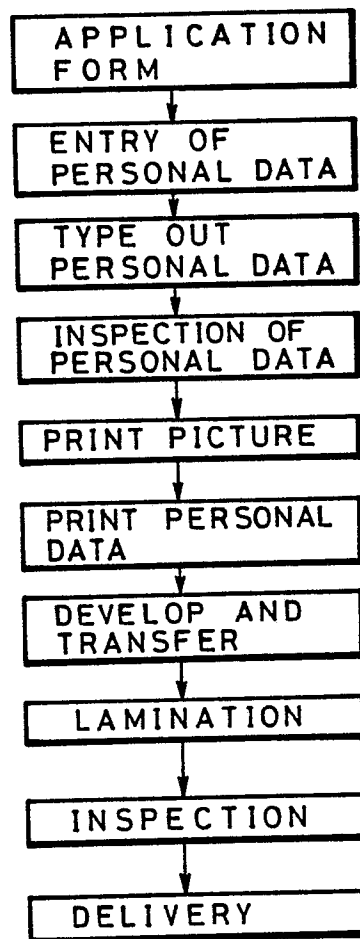 APPLICATION
FORM
ENTRY OF
PERSONAL DATA
TYPE OUT
PERSONAL DATA
INSPECTION OF
PERSONAL DATA
PRINT PICTURE
PRINT PERSONAL
DATA
DEVELOP AND
TRANSFER
LAMINATION
INSPECTION
DELIVERY